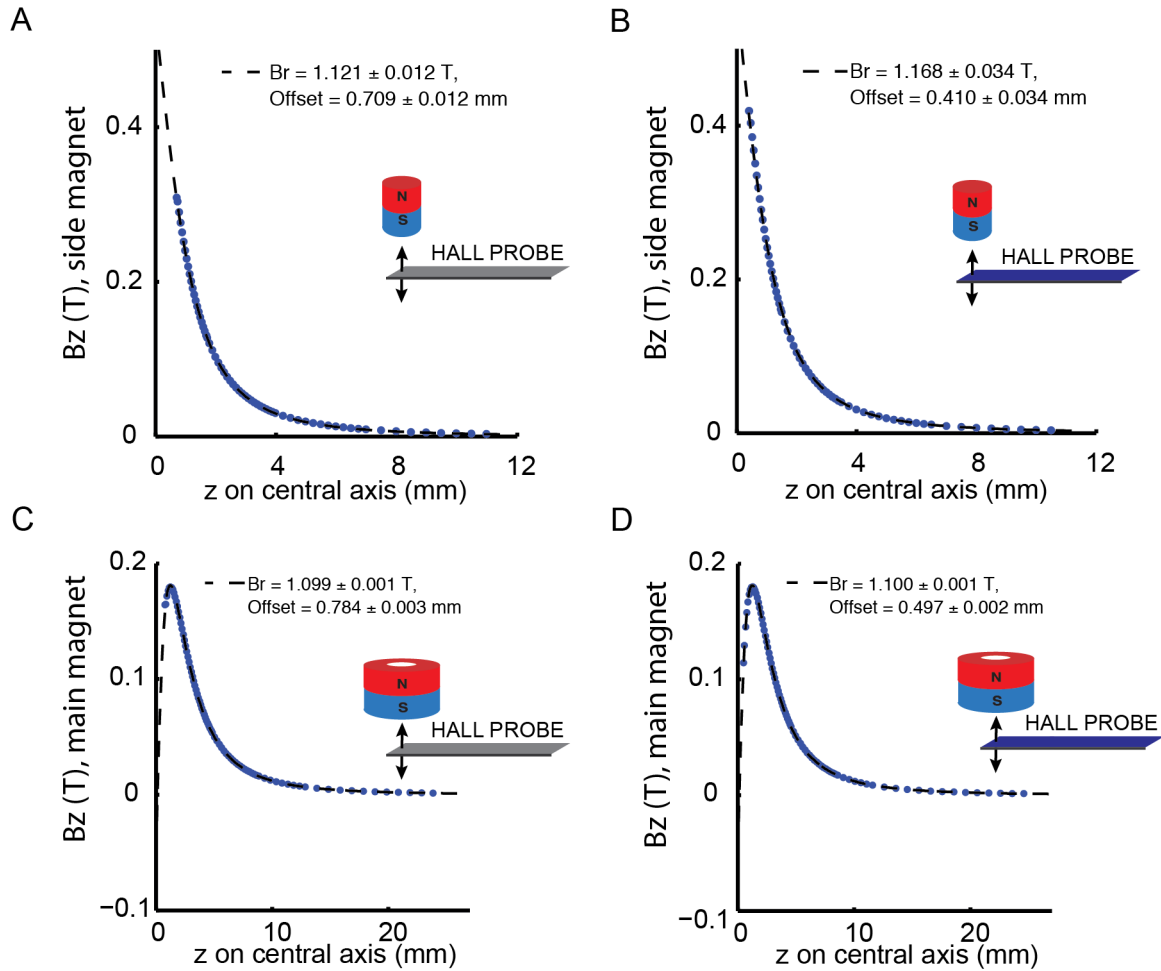 A
Br = 1.121 ± 0.012 T,
Offset = 0.709 ± 0.012 mm
0.4
0.2
0
Bz (T), side magnet
N
S
HALL PROBE
0 4 8 12
z on central axis (mm)
B
Br = 1.168 ± 0.034 T,
Offset = 0.410 ± 0.034 mm
0.4
0.2
0
Bz (T), side magnet
N
S
HALL PROBE
0 4 8 12
z on central axis (mm)
C
Br = 1.099 ± 0.001 T,
Offset = 0.784 ± 0.003 mm
0.2
0.1
0
−0.1
Bz (T), main magnet
N
S
HALL PROBE
0 10 20
z on central axis (mm)
D
Br = 1.100 ± 0.001 T,
Offset = 0.497 ± 0.002 mm
0.2
0.1
0
−0.1
Bz (T), main magnet
N
S
HALL PROBE
0 10 20
z on central axis (mm)